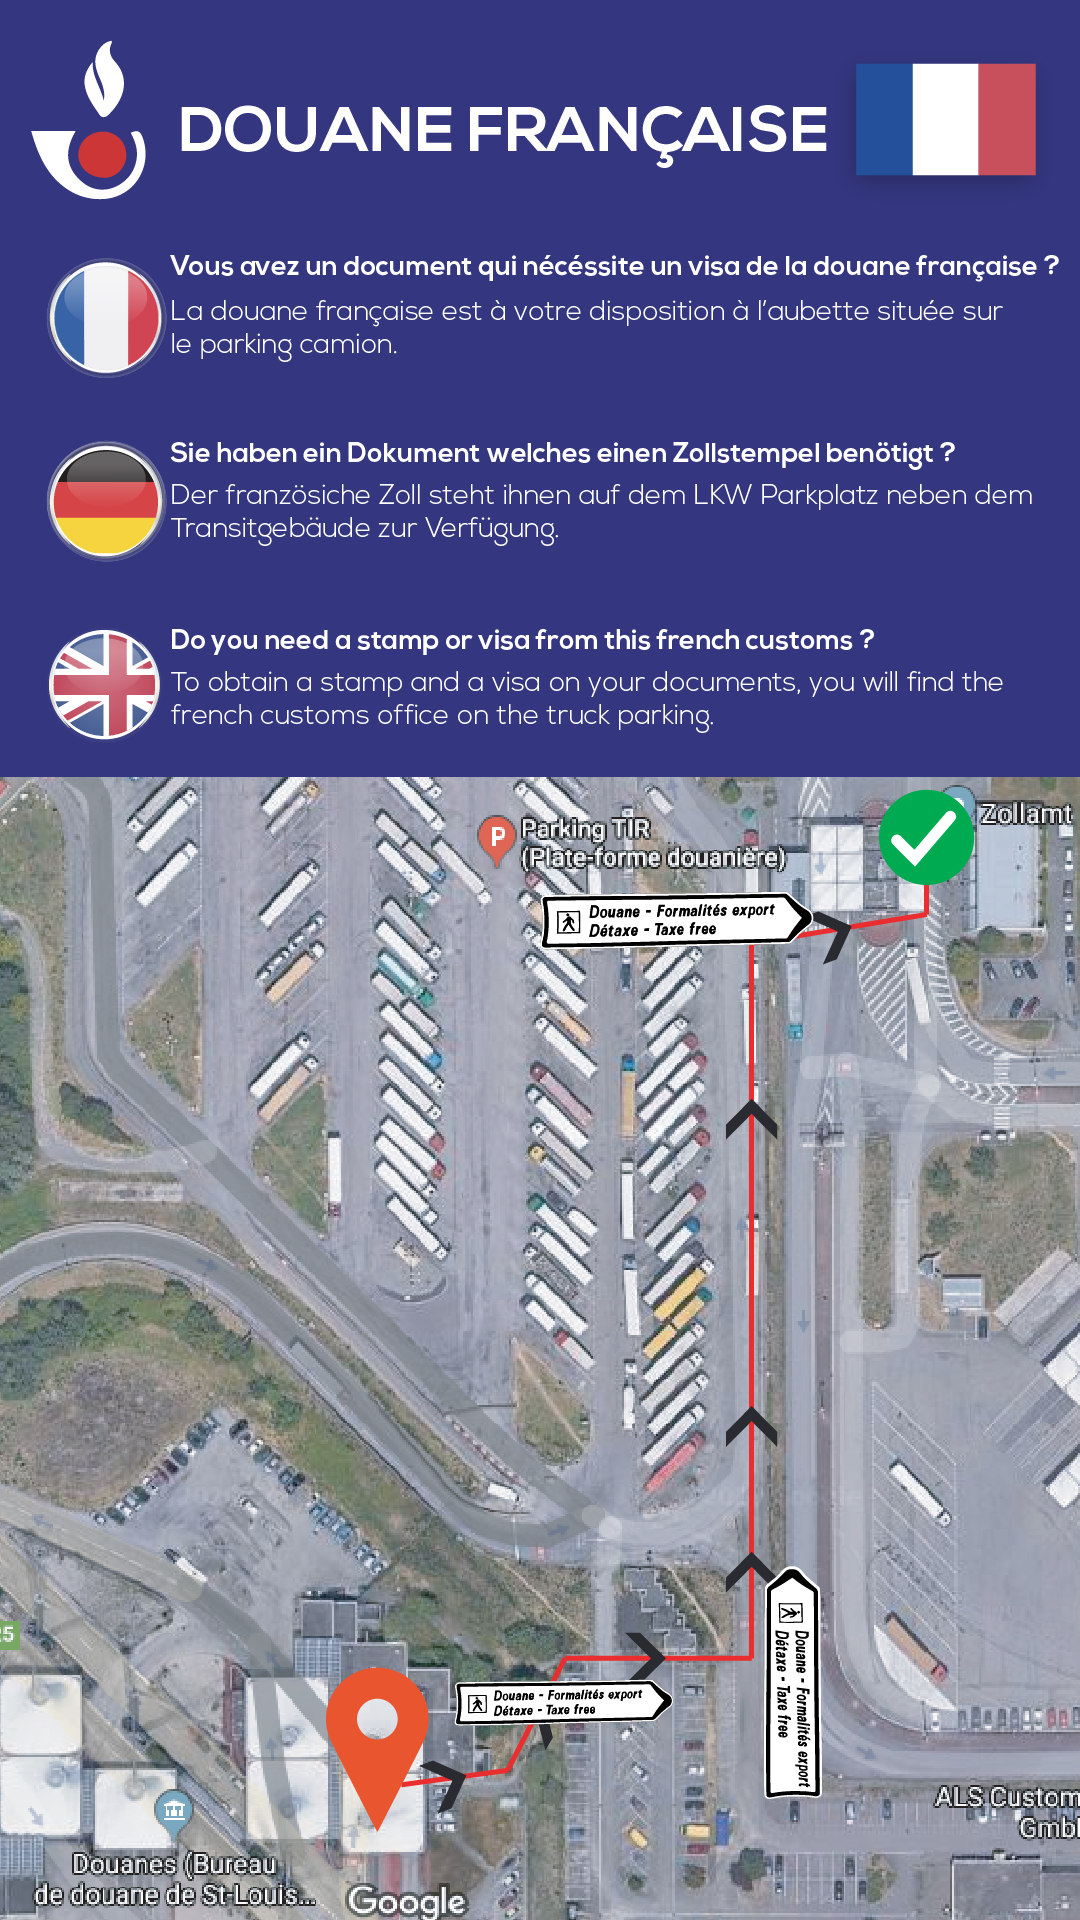 DOUANE FRANÇAISE
Vous avez un document qui nécéssite un visa de la douane française ?
La douane française est à votre disposition à l'aubette située sur
le parking camion.
Sie haben ein Dokument welches einen Zollstempel benötigt ?
Der französiche Zoll steht ihnen auf dem LKW Parkplatz neben dem
Transitgebäude zur Verfügung.
Do you need a stamp or visa from this french customs ?
To obtain a stamp and a visa on your documents, you will find the
french customs office on the truck parking.
Zollamt
P
Parking TIR
(Plate-forme douanière)
Douane - Formalités export
Détaxe - Taxe free
Douane - Formalités export
Détaxe - Taxe free
35
Douane - Formalités export
Détaxe - Taxe free
ALS Custom
Gmb
Douanes (Bureau
de douane de St-Louis...
Google